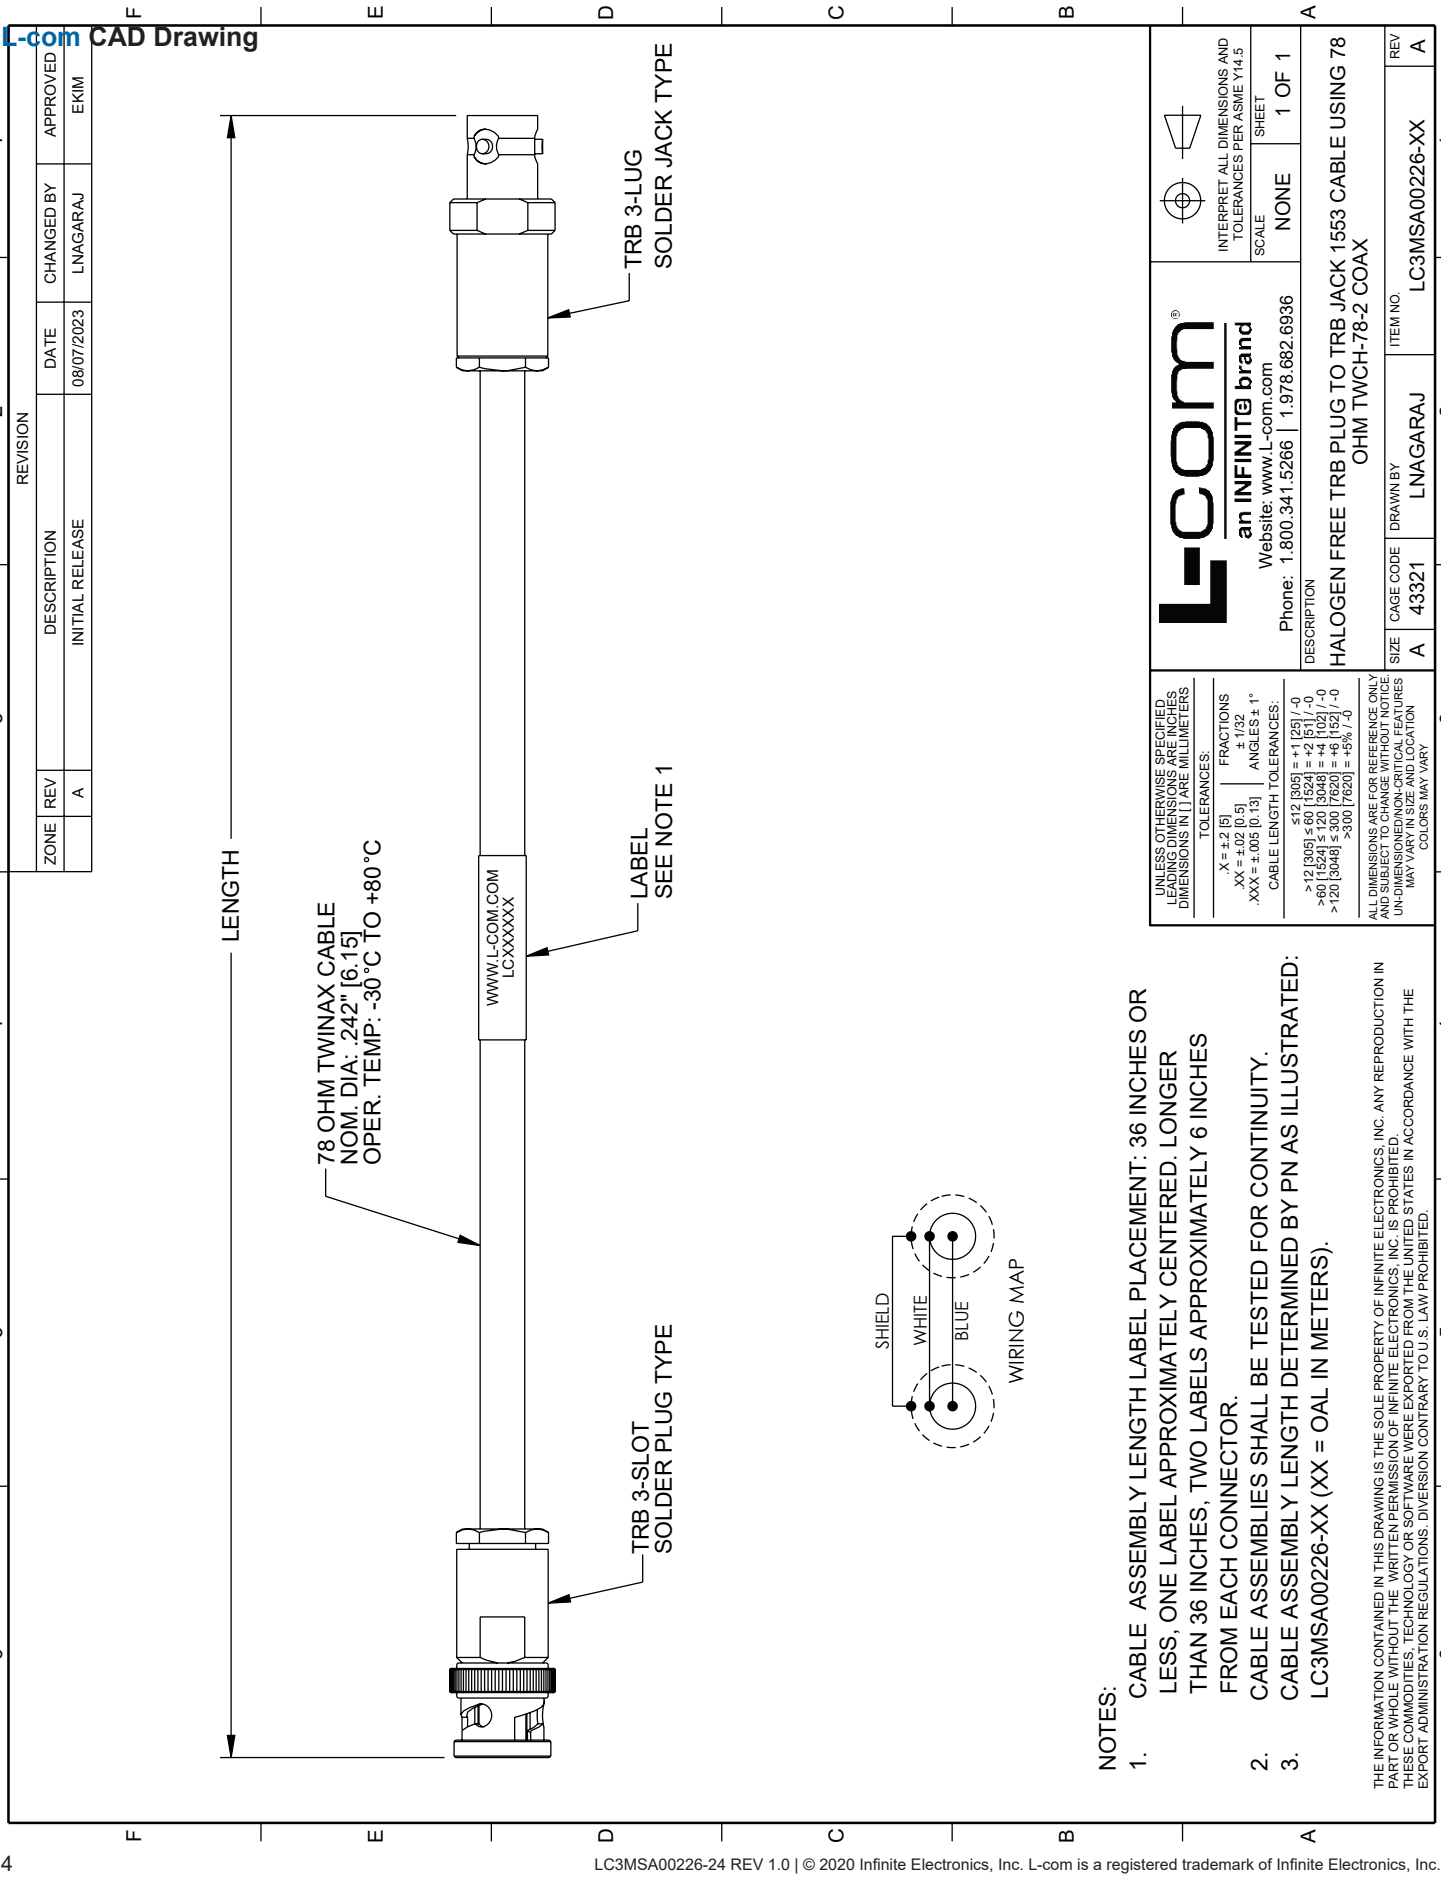 L-com CAD Drawing
REVISION
ZONE REV DESCRIPTION DATE CHANGED BY APPROVED
A INITIAL RELEASE 08/07/2023 LNAGARAJ EKIM
F E D C B A
LENGTH
78 OHM TWINAX CABLE
NOM. DIA: .242" [6.15]
OPER. TEMP: -30°C TO +80°C
WWW.L-COM.COM
LCXXXXXX
TRB 3-SLOT
SOLDER PLUG TYPE
LABEL
SEE NOTE 1
TRB 3-LUG
SOLDER JACK TYPE
SHIELD
WHITE
BLUE
WIRING MAP
NOTES:
1. CABLE ASSEMBLY LENGTH LABEL PLACEMENT: 36 INCHES OR
LESS, ONE LABEL APPROXIMATELY CENTERED. LONGER
THAN 36 INCHES, TWO LABELS APPROXIMATELY 6 INCHES
FROM EACH CONNECTOR.
2. CABLE ASSEMBLIES SHALL BE TESTED FOR CONTINUITY.
3. CABLE ASSEMBLY LENGTH DETERMINED BY PN AS ILLUSTRATED:
LC3MSA00226-XX (XX = OAL IN METERS).
THE INFORMATION CONTAINED IN THIS DRAWING IS THE SOLE PROPERTY OF INFINITE ELECTRONICS, INC. ANY REPRODUCTION IN
PART OR WHOLE WITHOUT THE WRITTEN PERMISSION OF INFINITE ELECTRONICS, INC. IS PROHIBITED.
THESE COMMODITIES, TECHNOLOGY OR SOFTWARE WERE EXPORTED FROM THE UNITED STATES IN ACCORDANCE WITH THE
EXPORT ADMINISTRATION REGULATIONS. DIVERSION CONTRARY TO U.S. LAW PROHIBITED.
UNLESS OTHERWISE SPECIFIED
LEADING DIMENSIONS ARE INCHES
DIMENSIONS IN [ ] ARE MILLIMETERS
TOLERANCES:
.X = ±.2 [5] FRACTIONS
.XX = ±.02 [0.5] ± 1/32
.XXX = ±.005 [0.13] ANGLES ± 1°
CABLE LENGTH TOLERANCES:
≤12 [305] = +1 [25] / -0
>12 [305] ≤ 60 [1524] = +2 [51] / -0
>60 [1524] ≤ 120 [3048] = +4 [102] / -0
>120 [3048] ≤ 300 [7620] = +6 [152] / -0
>300 [7620] = +5% / -0
ALL DIMENSIONS ARE FOR REFERENCE ONLY
AND SUBJECT TO CHANGE WITHOUT NOTICE.
UN-DIMENSIONED/NON-CRITICAL FEATURES
MAY VARY IN SIZE AND LOCATION
COLORS MAY VARY
L-com®
an INFINITe brand
Website: www.L-com.com
Phone: 1.800.341.5266 | 1.978.682.6936
INTERPRET ALL DIMENSIONS AND
TOLERANCES PER ASME Y14.5
SCALE NONE
SHEET 1 OF 1
DESCRIPTION
HALOGEN FREE TRB PLUG TO TRB JACK 1553 CABLE USING 78
OHM TWCH-78-2 COAX
SIZE A
CAGE CODE 43321
DRAWN BY LNAGARAJ
ITEM NO. LC3MSA00226-XX
REV A
F E D C B A
4
LC3MSA00226-24 REV 1.0 | © 2020 Infinite Electronics, Inc. L-com is a registered trademark of Infinite Electronics, Inc.